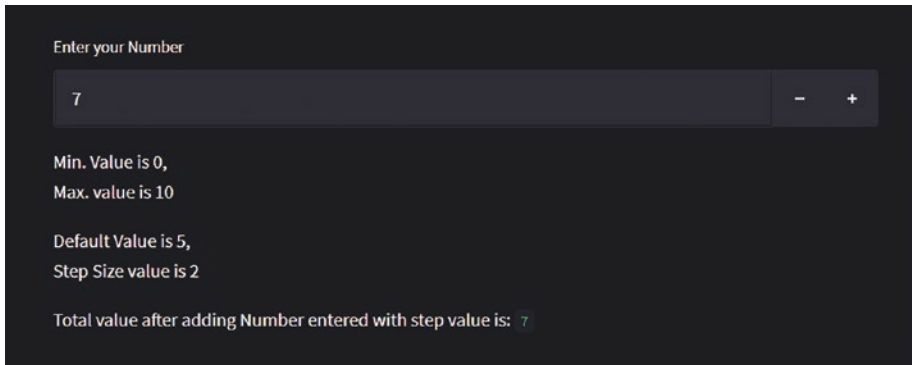 Enter your Number
7 − +
Min. Value is 0,
Max. value is 10
Default Value is 5,
Step Size value is 2
Total value after adding Number entered with step value is: 7